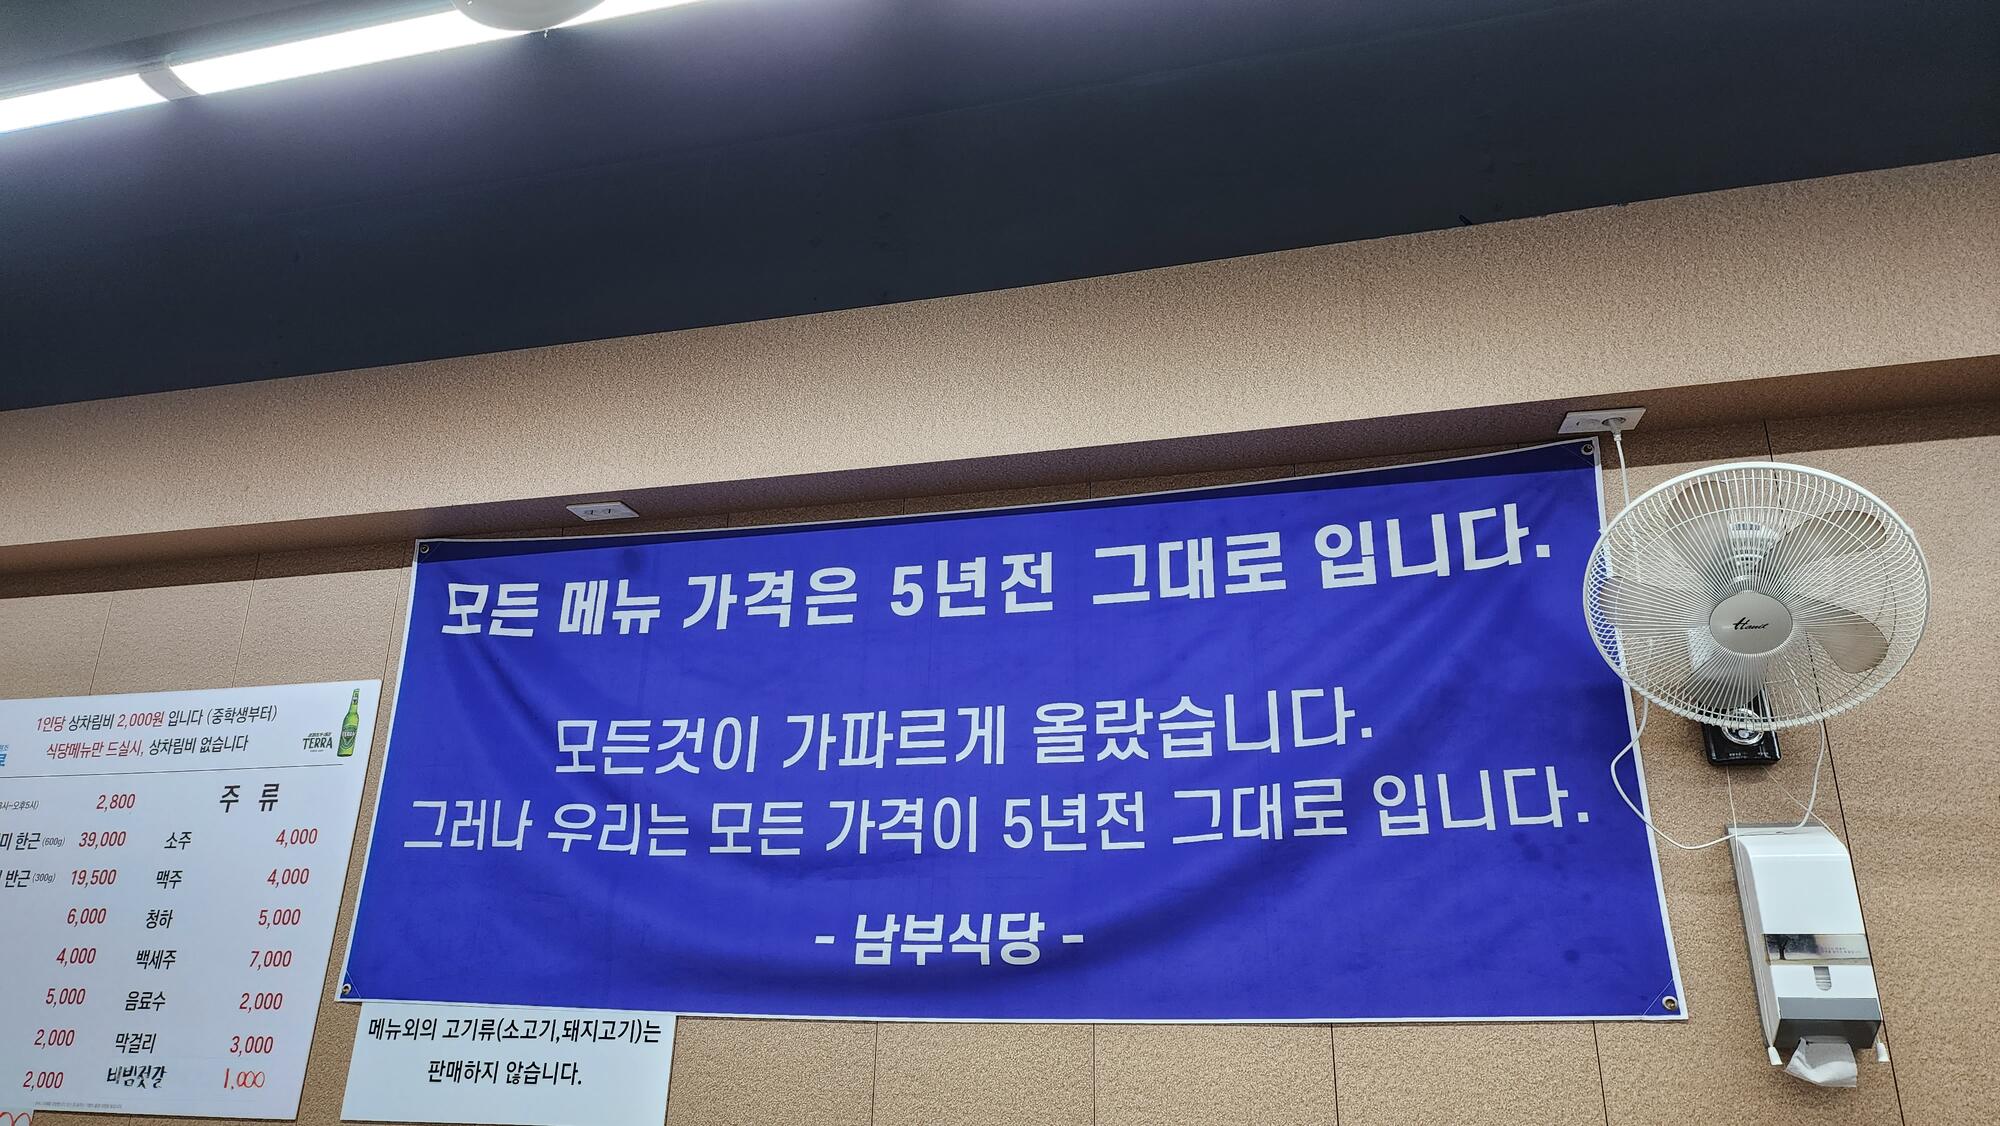 모든 메뉴 가격은 5년전 그대로 입니다.
모든것이 가파르게 올랐습니다.
그러나 우리는 모든 가격이 5년전 그대로 입니다.
- 남부식당 -
1인당 상차림비 2,000원 입니다 (중학생부터)
식당메뉴만 드실시, 상차림비 없습니다
TERRA
주 류
2,800
한근 (600g) 39,000 소주 4,000
반근 (300g) 19,500 맥주 4,000
6,000 청하 5,000
4,000 백세주 7,000
5,000 음료수 2,000
2,000 막걸리 3,000
2,000 비빔젓갈 1,000
메뉴외의 고기류(소고기,돼지고기)는
판매하지 않습니다.
Hanil